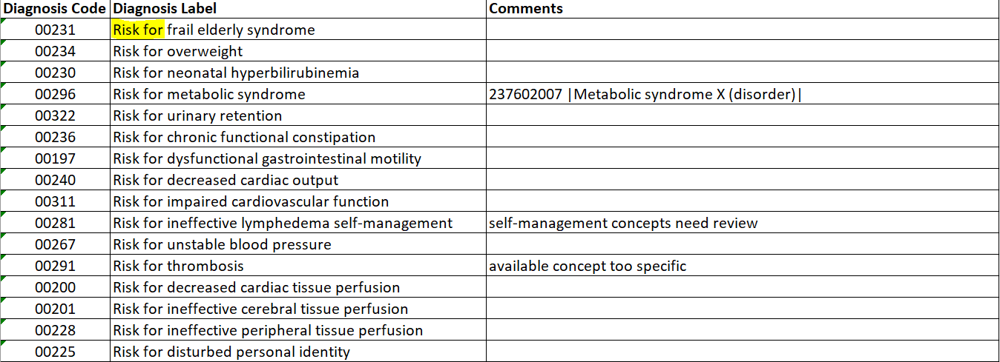 Diagnosis Code Diagnosis Label Comments
00231 Risk for frail elderly syndrome
00234 Risk for overweight
00230 Risk for neonatal hyperbilirubinemia
00296 Risk for metabolic syndrome 237602007 |Metabolic syndrome X (disorder)|
00322 Risk for urinary retention
00236 Risk for chronic functional constipation
00197 Risk for dysfunctional gastrointestinal motility
00240 Risk for decreased cardiac output
00311 Risk for impaired cardiovascular function
00281 Risk for ineffective lymphedema self-management self-management concepts need review
00267 Risk for unstable blood pressure
00291 Risk for thrombosis available concept too specific
00200 Risk for decreased cardiac tissue perfusion
00201 Risk for ineffective cerebral tissue perfusion
00228 Risk for ineffective peripheral tissue perfusion
00225 Risk for disturbed personal identity